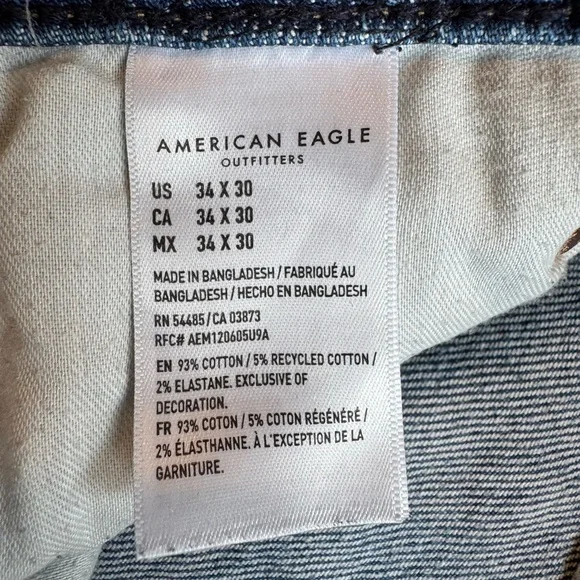 AMERICAN EAGLE
OUTFITTERS
US 34 X 30
CA 34 X 30
MX 34 X 30
MADE IN BANGLADESH / FABRIQUÉ AU
BANGLADESH / HECHO EN BANGLADESH
RN 54485 / CA 03873
RFC# AEM120605U9A
EN 93% COTTON / 5% RECYCLED COTTON /
2% ELASTANE. EXCLUSIVE OF
DECORATION.
FR 93% COTON / 5% COTON RÉGÉNÉRÉ /
2% ÉLASTHANNE. À L'EXCEPTION DE LA
GARNITURE.